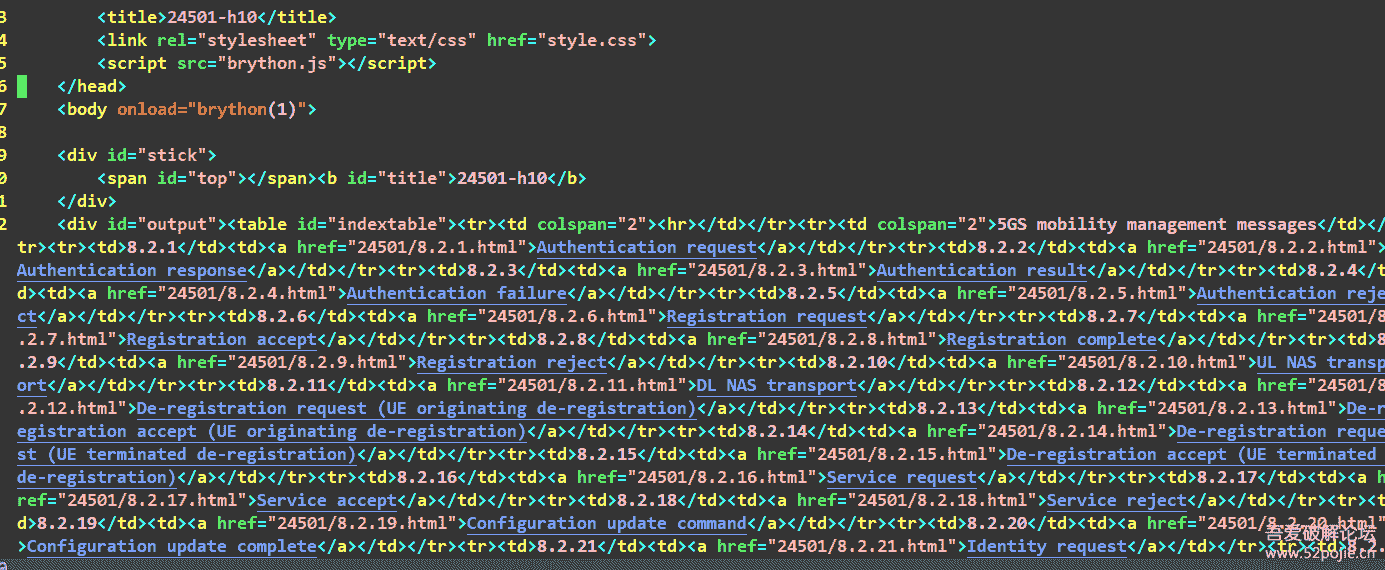 3         <title>24501-h10</title>
4         <link rel="stylesheet" type="text/css" href="style.css">
5         <script src="brython.js"></script>
6     </head>
7     <body onload="brython(1)">
8
9     <div id="stick">
0         <span id="top"></span><b id="title">24501-h10</b>
1     </div>
2     <div id="output"><table id="indextable"><tr><td colspan="2"><hr></td></tr><tr><td colspan="2">5GS mobility management messages</td></
tr><tr><td>8.2.1</td><td><a href="24501/8.2.1.html">Authentication request</a></td></tr><tr><td>8.2.2</td><td><a href="24501/8.2.2.html">
Authentication response</a></td></tr><tr><td>8.2.3</td><td><a href="24501/8.2.3.html">Authentication result</a></td></tr><tr><td>8.2.4</t
d><td><a href="24501/8.2.4.html">Authentication failure</a></td></tr><tr><td>8.2.5</td><td><a href="24501/8.2.5.html">Authentication reje
ct</a></td></tr><tr><td>8.2.6</td><td><a href="24501/8.2.6.html">Registration request</a></td></tr><tr><td>8.2.7</td><td><a href="24501/8
.2.7.html">Registration accept</a></td></tr><tr><td>8.2.8</td><td><a href="24501/8.2.8.html">Registration complete</a></td></tr><tr><td>8
.2.9</td><td><a href="24501/8.2.9.html">Registration reject</a></td></tr><tr><td>8.2.10</td><td><a href="24501/8.2.10.html">UL NAS transp
ort</a></td></tr><tr><td>8.2.11</td><td><a href="24501/8.2.11.html">DL NAS transport</a></td></tr><tr><td>8.2.12</td><td><a href="24501/8
.2.12.html">De-registration request (UE originating de-registration)</a></td></tr><tr><td>8.2.13</td><td><a href="24501/8.2.13.html">De-r
egistration accept (UE originating de-registration)</a></td></tr><tr><td>8.2.14</td><td><a href="24501/8.2.14.html">De-registration reque
st (UE terminated de-registration)</a></td></tr><tr><td>8.2.15</td><td><a href="24501/8.2.15.html">De-registration accept (UE terminated
de-registration)</a></td></tr><tr><td>8.2.16</td><td><a href="24501/8.2.16.html">Service request</a></td></tr><tr><td>8.2.17</td><td><a h
ref="24501/8.2.17.html">Service accept</a></td></tr><tr><td>8.2.18</td><td><a href="24501/8.2.18.html">Service reject</a></td></tr><tr><t
d>8.2.19</td><td><a href="24501/8.2.19.html">Configuration update command</a></td></tr><tr><td>8.2.20</td><td><a href="24501/8.2.20.html"
>Configuration update complete</a></td></tr><tr><td>8.2.21</td><td><a href="24501/8.2.21.html">Identity request</a></td></tr><tr><td>8.2.
吾爱破解论坛
www.52pojie.cn